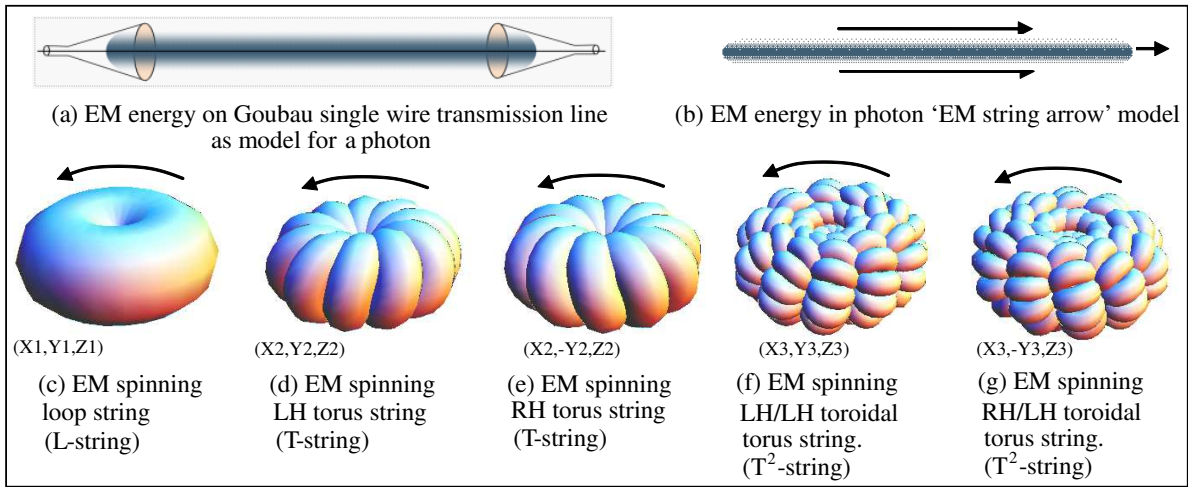 (a) EM energy on Goubau single wire transmission line
as model for a photon
(b) EM energy in photon ‘EM string arrow’ model
(X1,Y1,Z1)
(c) EM spinning
loop string
(L-string)
(X2,Y2,Z2)
(d) EM spinning
LH torus string
(T-string)
(X2,-Y2,Z2)
(e) EM spinning
RH torus string
(T-string)
(X3,Y3,Z3)
(f) EM spinning
LH/LH toroidal
torus string.
(T²-string)
(X3,-Y3,Z3)
(g) EM spinning
RH/LH toroidal
torus string.
(T²-string)